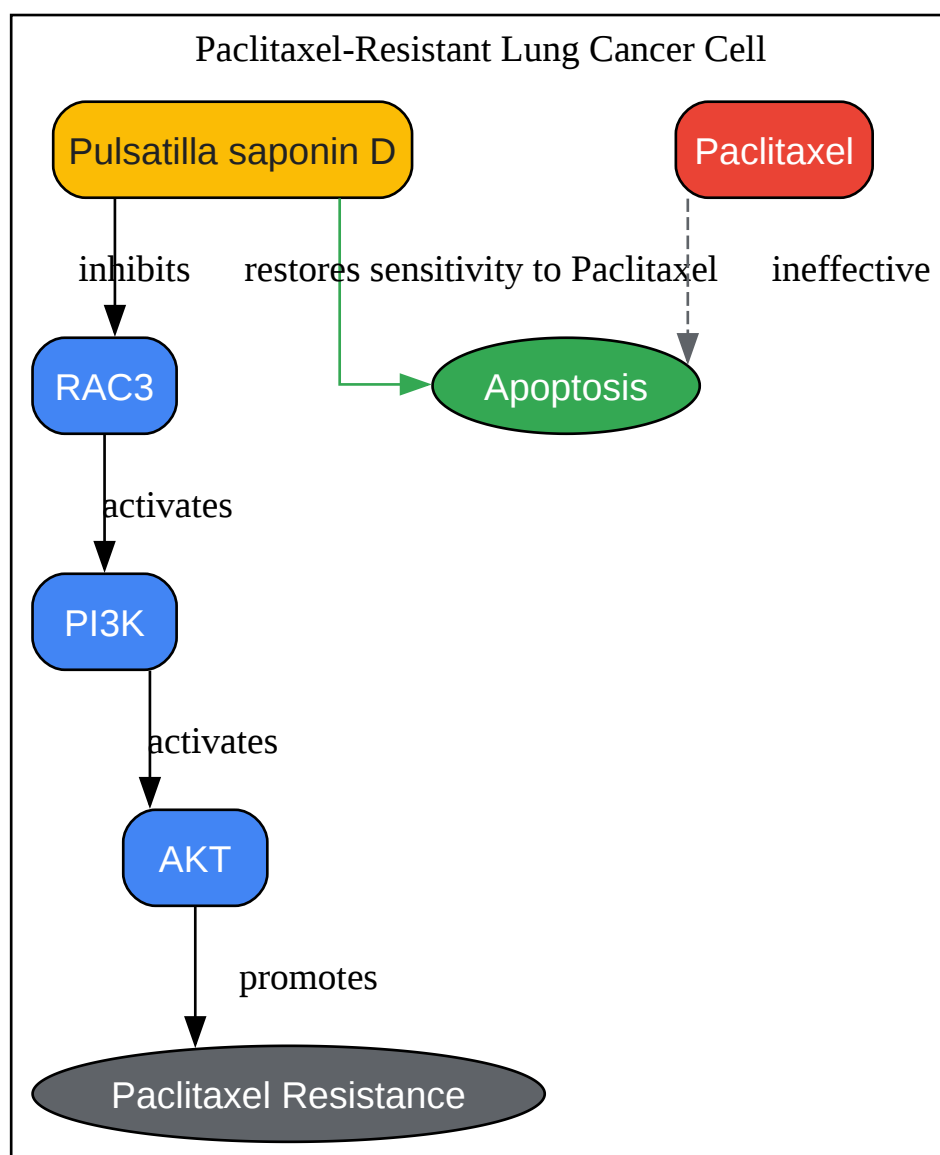 Paclitaxel-Resistant Lung Cancer Cell
Pulsatilla saponin D
Paclitaxel
inhibits
restores sensitivity to Paclitaxel
ineffective
RAC3
Apoptosis
activates
PI3K
activates
AKT
promotes
Paclitaxel Resistance